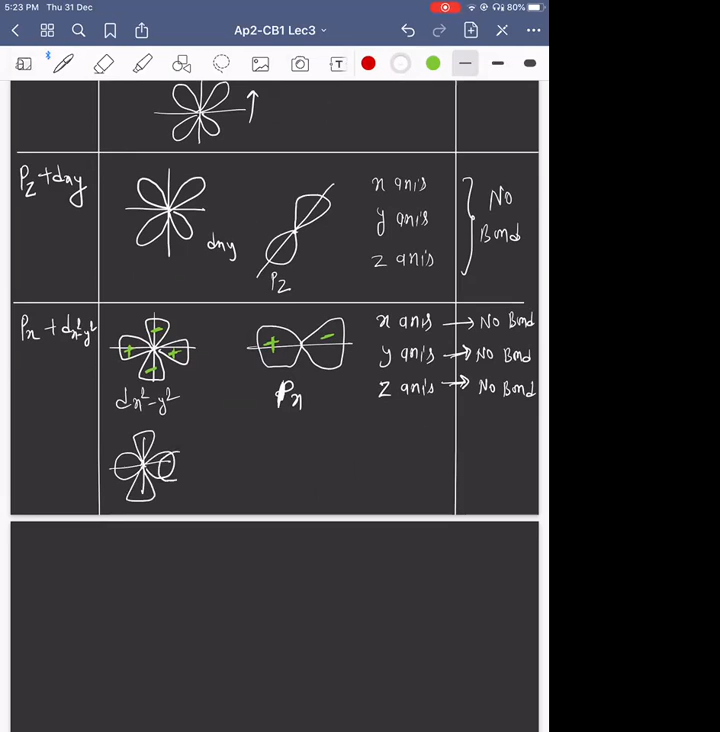 5:23 PM Thu 31 Dec
80%
Ap2-CB1 Lec3
T
Pz + dxy
dxy
Pz
x axis
y axis
z axis
No
Bond
Px + dx²-y²
+ - + -
dx²-y²
+ -
Px
x axis → No Bond
y axis → No Bond
z axis → No Bond